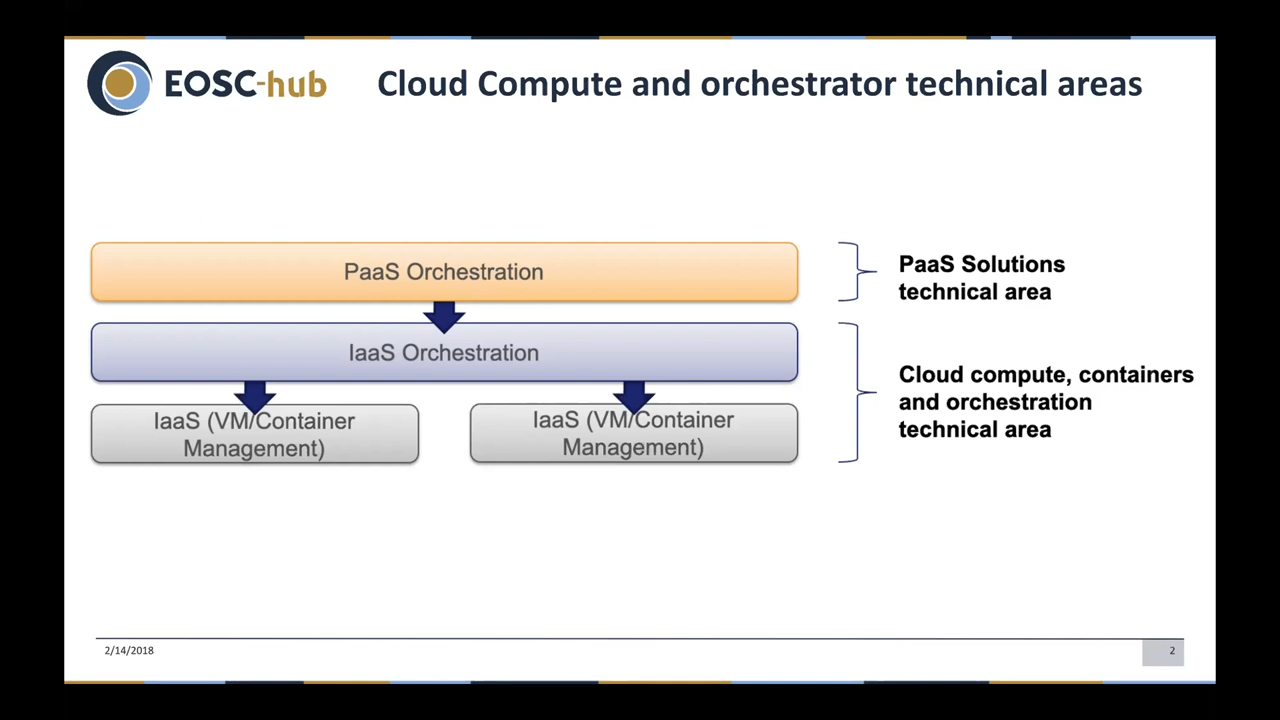 EOSC-hub
Cloud Compute and orchestrator technical areas
PaaS Orchestration
PaaS Solutions
technical area
IaaS Orchestration
IaaS (VM/Container
Management)
IaaS (VM/Container
Management)
Cloud compute, containers
and orchestration
technical area
2/14/2018
2